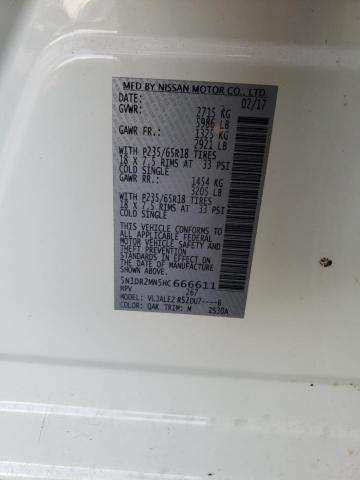 MFD BY NISSAN MOTOR CO., LTD.
DATE: 02/17
GVWR: 2715 KG
5986 LB
GAWR FR.: 1325 KG
2921 LB
WITH P235/65R18 TIRES
18 X 7.5 RIMS AT 33 PSI
COLD SINGLE
GAWR RR.: 1454 KG
3205 LB
WITH P235/65R18 TIRES
18 X 7.5 RIMS AT 33 PSI
COLD SINGLE
THIS VEHICLE CONFORMS TO ALL
APPLICABLE FEDERAL
MOTOR VEHICLE SAFETY AND
THEFT PREVENTION STANDARDS
IN EFFECT ON THE DATE OF
MANUFACTURE SHOWN ABOVE.
5N1DR2MN5HC666611
MPV 267
MODEL: VLJALEZ R52DU7----B
COLOR: QAK TRIM: M 2530A